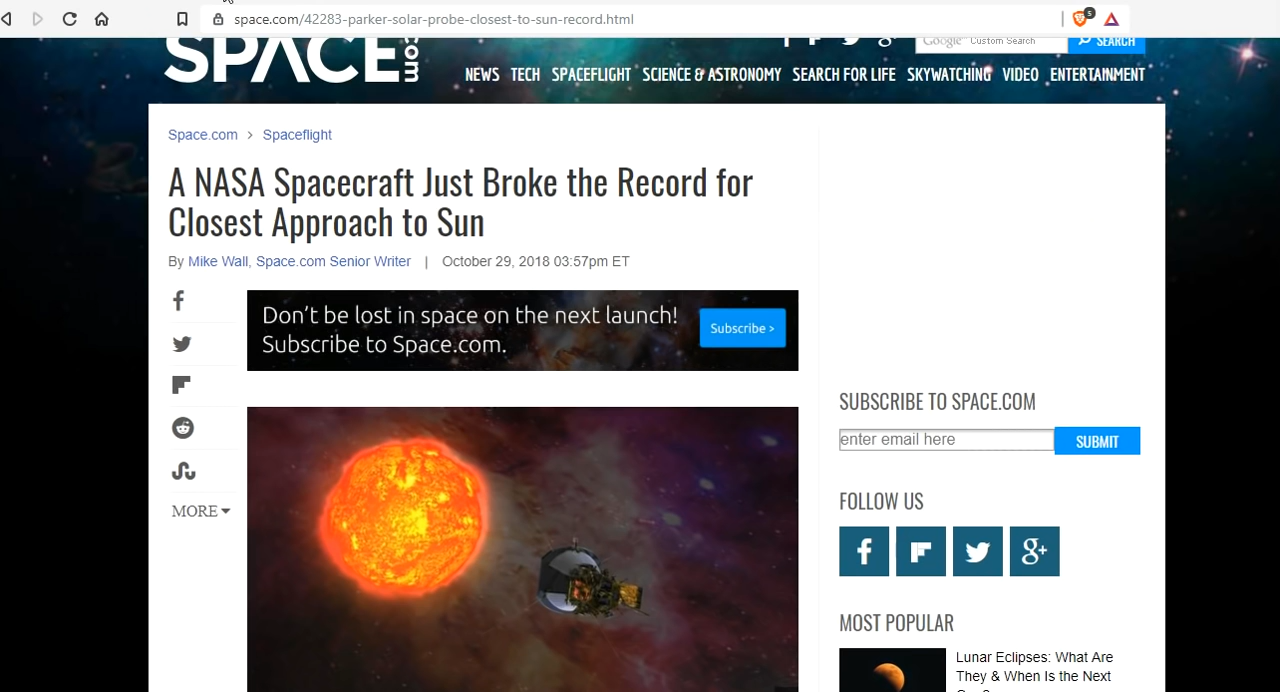 space.com/42283-parker-solar-probe-closest-to-sun-record.html
5
SPACE.com
Google Custom Search
SEARCH
NEWS TECH SPACEFLIGHT SCIENCE & ASTRONOMY SEARCH FOR LIFE SKYWATCHING VIDEO ENTERTAINMENT
Space.com > Spaceflight
A NASA Spacecraft Just Broke the Record for
Closest Approach to Sun
By Mike Wall, Space.com Senior Writer | October 29, 2018 03:57pm ET
Don't be lost in space on the next launch!
Subscribe to Space.com.
Subscribe >
MORE
SUBSCRIBE TO SPACE.COM
enter email here
SUBMIT
FOLLOW US
MOST POPULAR
Lunar Eclipses: What Are
They & When Is the Next